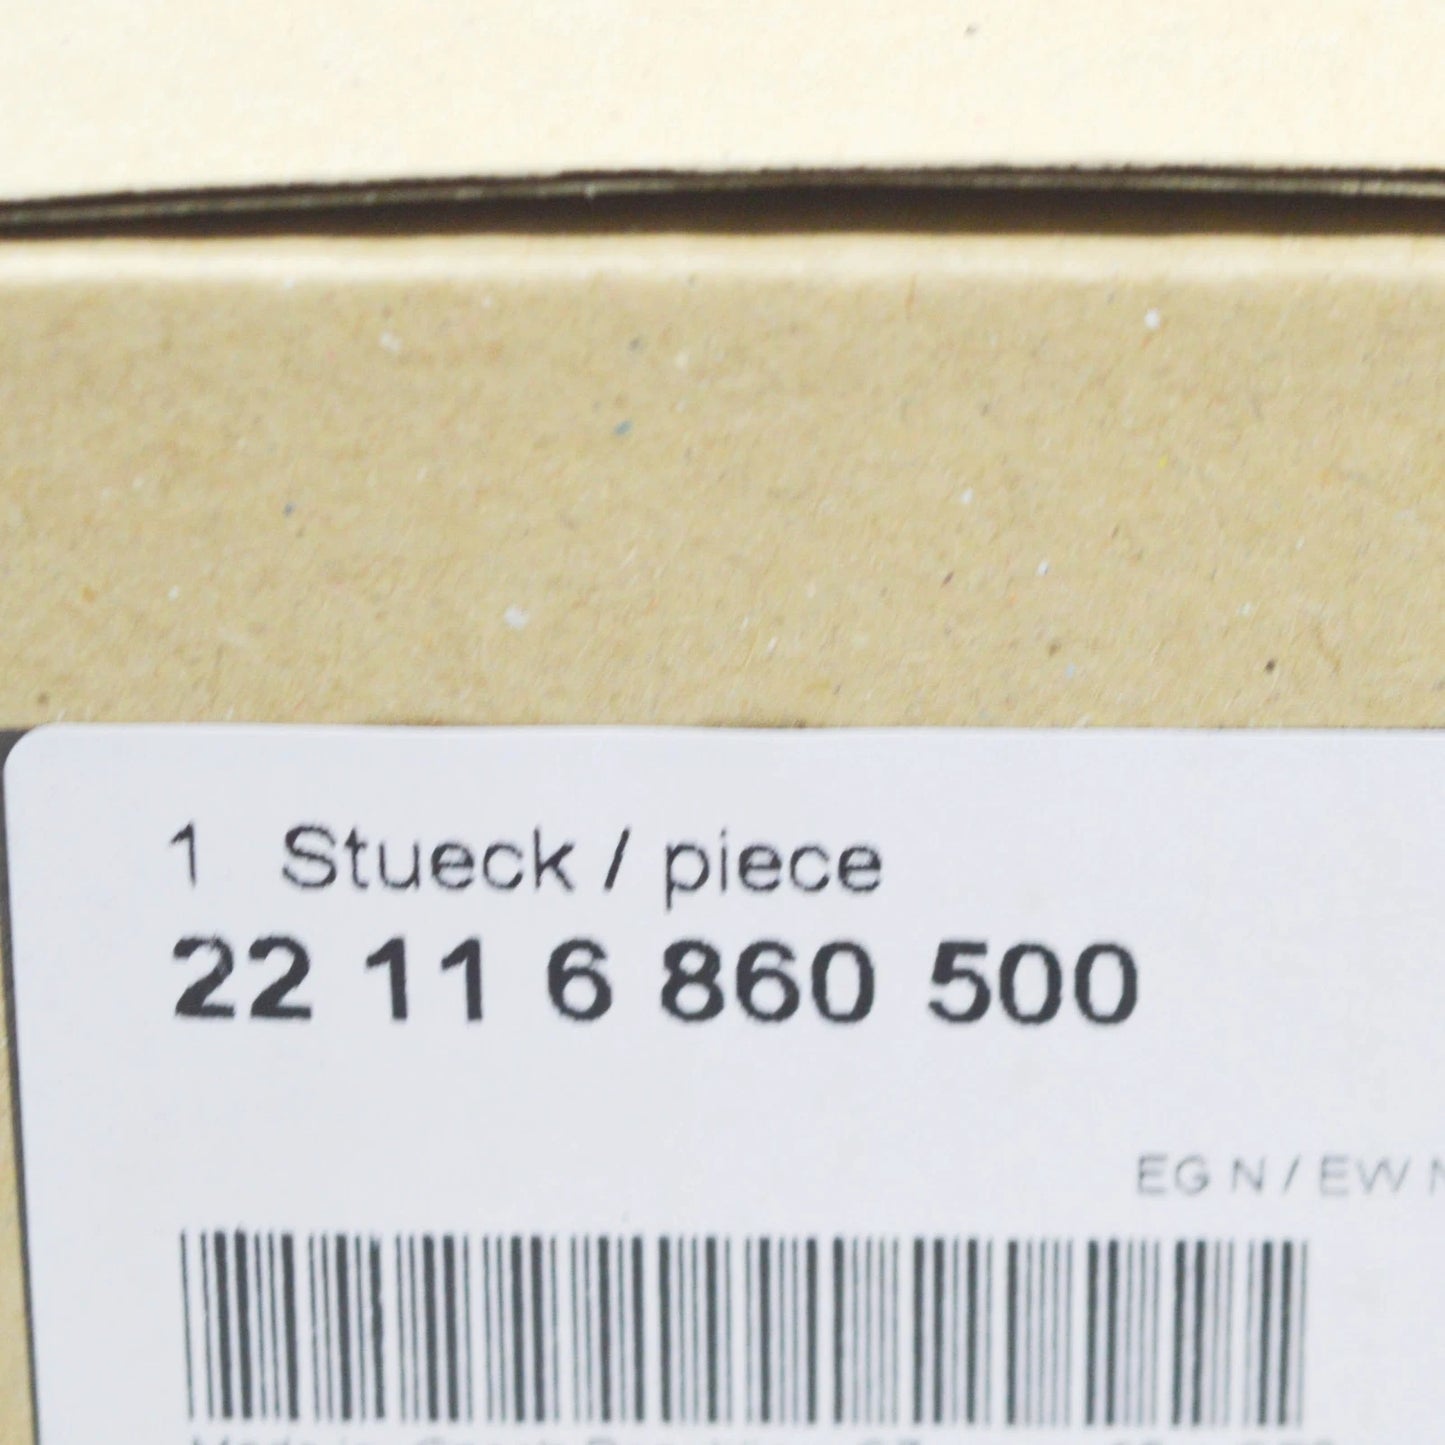 1 Stueck / piece
22 11 6 860 500
EG N / EW